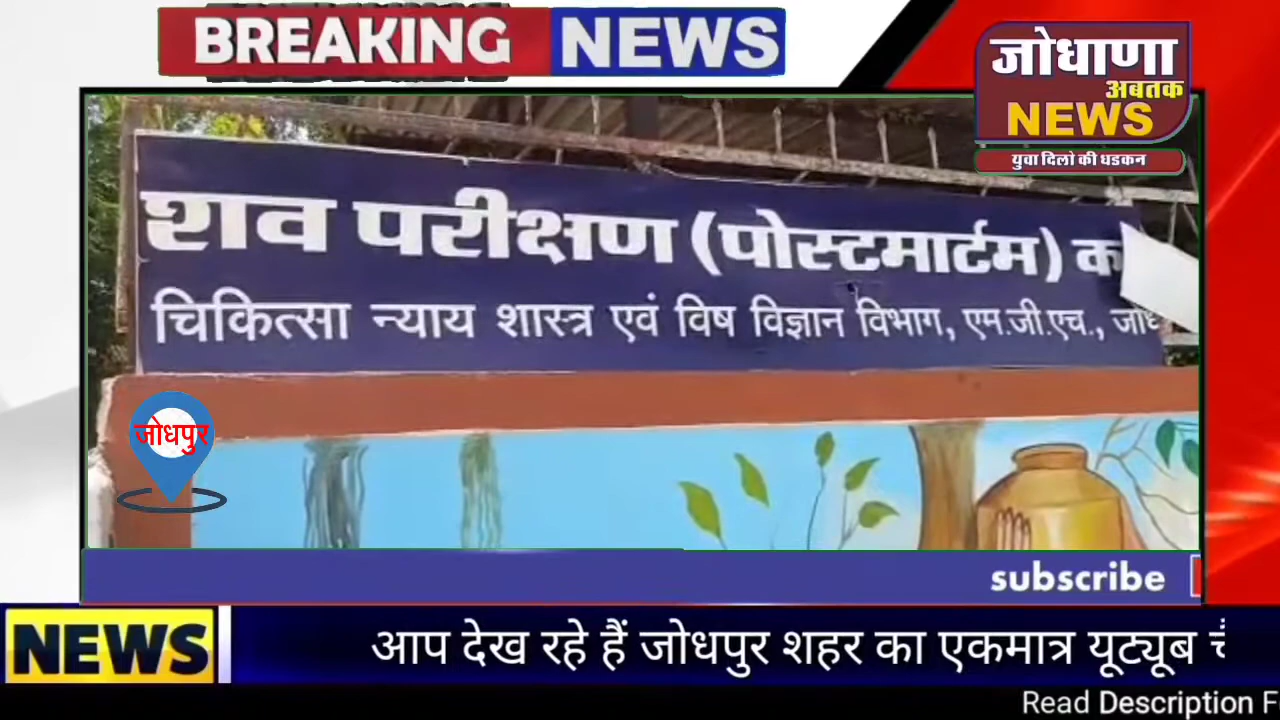 BREAKING NEWS
जोधाणा
अबतक
NEWS
युवा दिलो की धडकन
शव परीक्षण (पोस्टमार्टम)
चिकित्सा न्याय शास्त्र एवं विष विज्ञान विभाग, एम.जी.एच.,
जोधपुर
subscribe
NEWS
आप देख रहे हैं जोधपुर शहर का एकमात्र यूट्यूब
Read Description